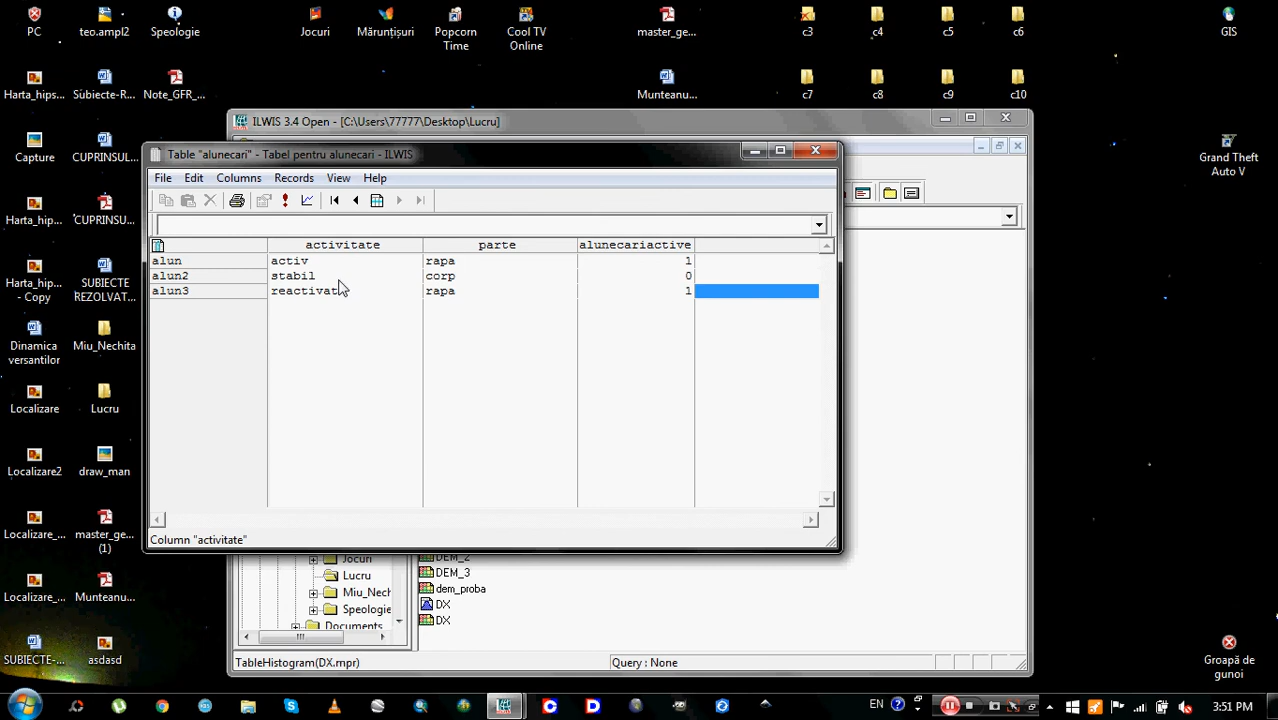 PC
teo.ampl2
Speologie
Jocuri
Mărunțișuri
Popcorn
Time
Cool TV
Online
master_ge...
c3
c4
c5
c6
GIS
Harta_hips...
Subiecte-R...
Note_GFR_...
Munteanu...
c7
c8
c9
c10
ILWIS 3.4 Open - [C:\Users\77777\Desktop\Lucru]
Capture
CUPRINSUL...
Table "alunecari" - Tabel pentru alunecari - ILWIS
Grand Theft
Auto V
File Edit Columns Records View Help
Harta_hip...
CUPRINSU...
activitate parte alunecariactive
alun activ rapa 1
alun2 stabil corp 0
alun3 reactivat rapa 1
Harta_hip...
- Copy
SUBIECTE
REZOLVAT...
Dinamica
versantilor
Miu_Nechita
Localizare
Lucru
Localizare2
draw_man
Localizare_...
master_ge...
(1)
Column "activitate"
Jocuri
Lucru
Miu_Nech
Speologie
Documents
DEM_2
DEM_3
dem_proba
DX
DX
Localizare_...
Munteanu...
SUBIECTE-...
asdasd
Groapă de
gunoi
TableHistogram(DX.mpr)
Query : None
EN
3:51 PM